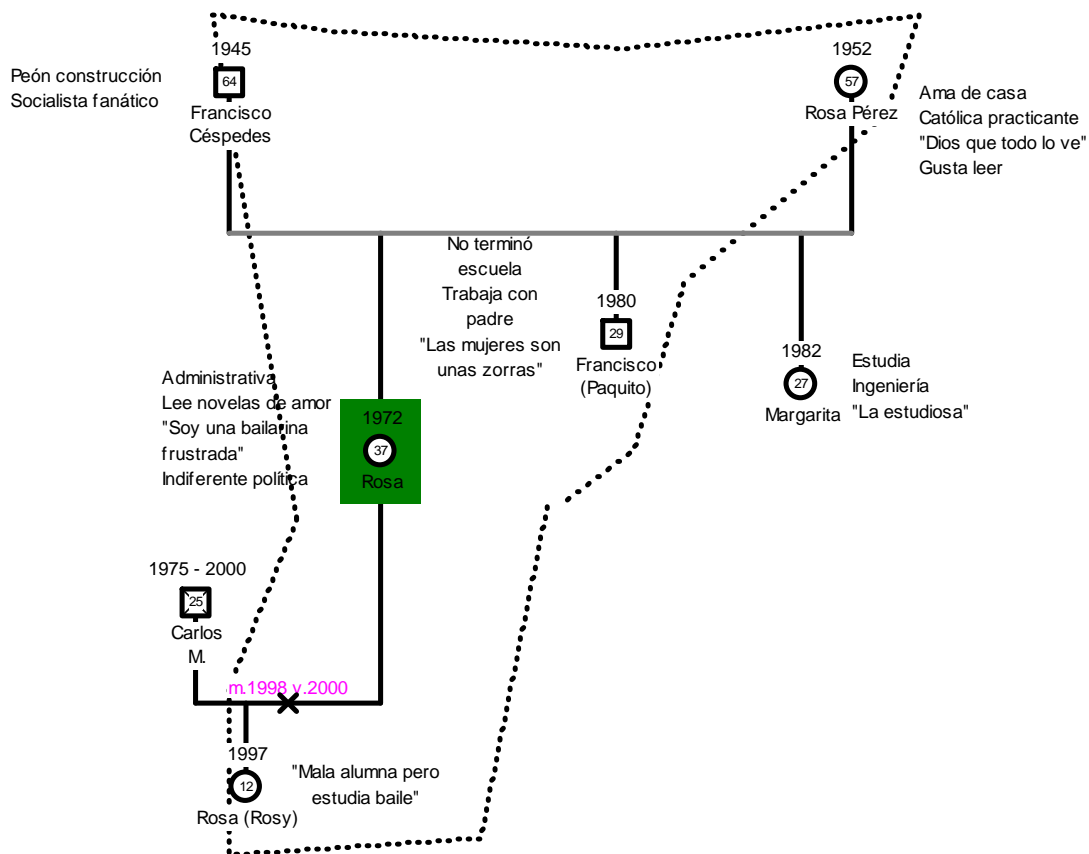 1945
Peón construcción
Socialista fanático
64
Francisco
Céspedes
1952
57
Rosa Pérez
Ama de casa
Católica practicante
"Dios que todo lo ve"
Gusta leer
No terminó
escuela
Trabaja con
padre
"Las mujeres son
unas zorras"
1980
29
Francisco
(Paquito)
1982
27
Margarita
Estudia
Ingeniería
"La estudiosa"
Administrativa
Lee novelas de amor
"Soy una bailarina
frustrada"
Indiferente política
1972
37
Rosa
1975 - 2000
25
Carlos
M.
m.1998 v.2000
1997
12
Rosa (Rosy)
"Mala alumna pero
estudia baile"